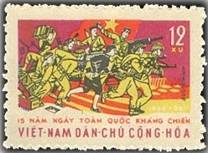 12
XU
15 NĂM NGÀY TOÀN QUỐC KHÁNG CHIẾN
VIỆT-NAM DÂN-CHỦ CỘNG-HÒA